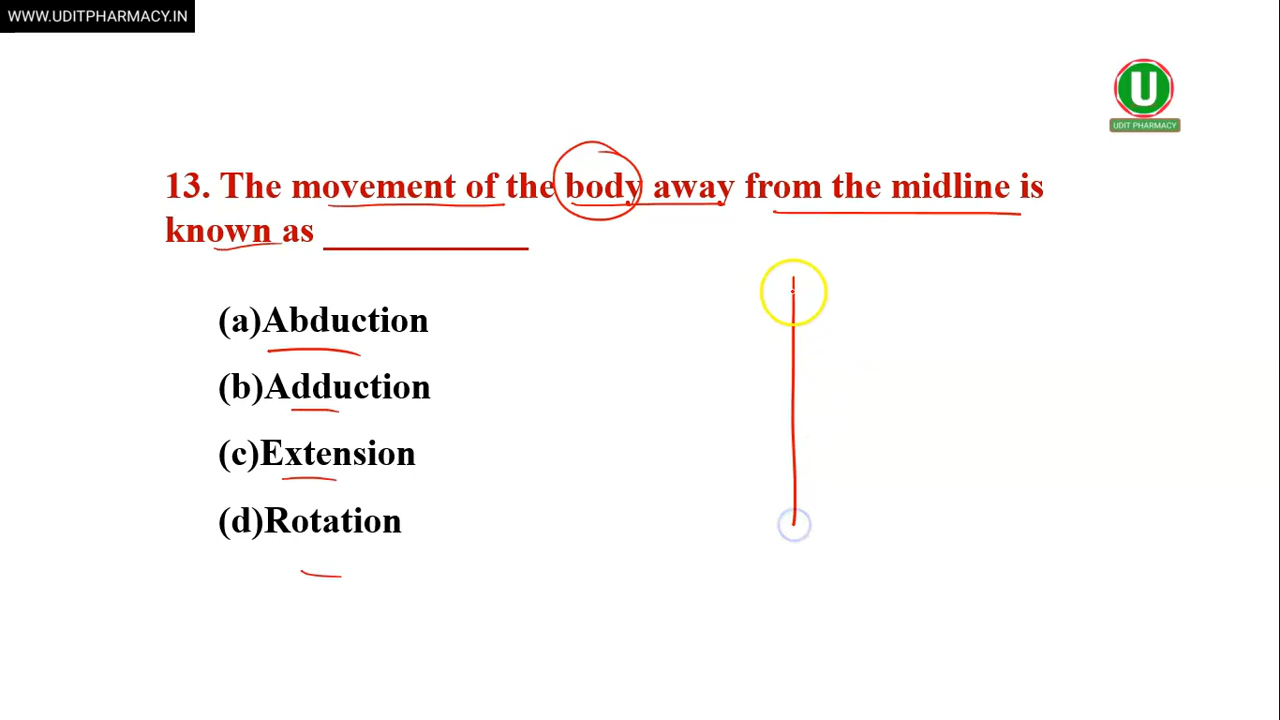 WWW.UDITPHARMACY.IN
U
UDIT PHARMACY
13. The movement of the body away from the midline is
known as ______________
(a)Abduction
(b)Adduction
(c)Extension
(d)Rotation